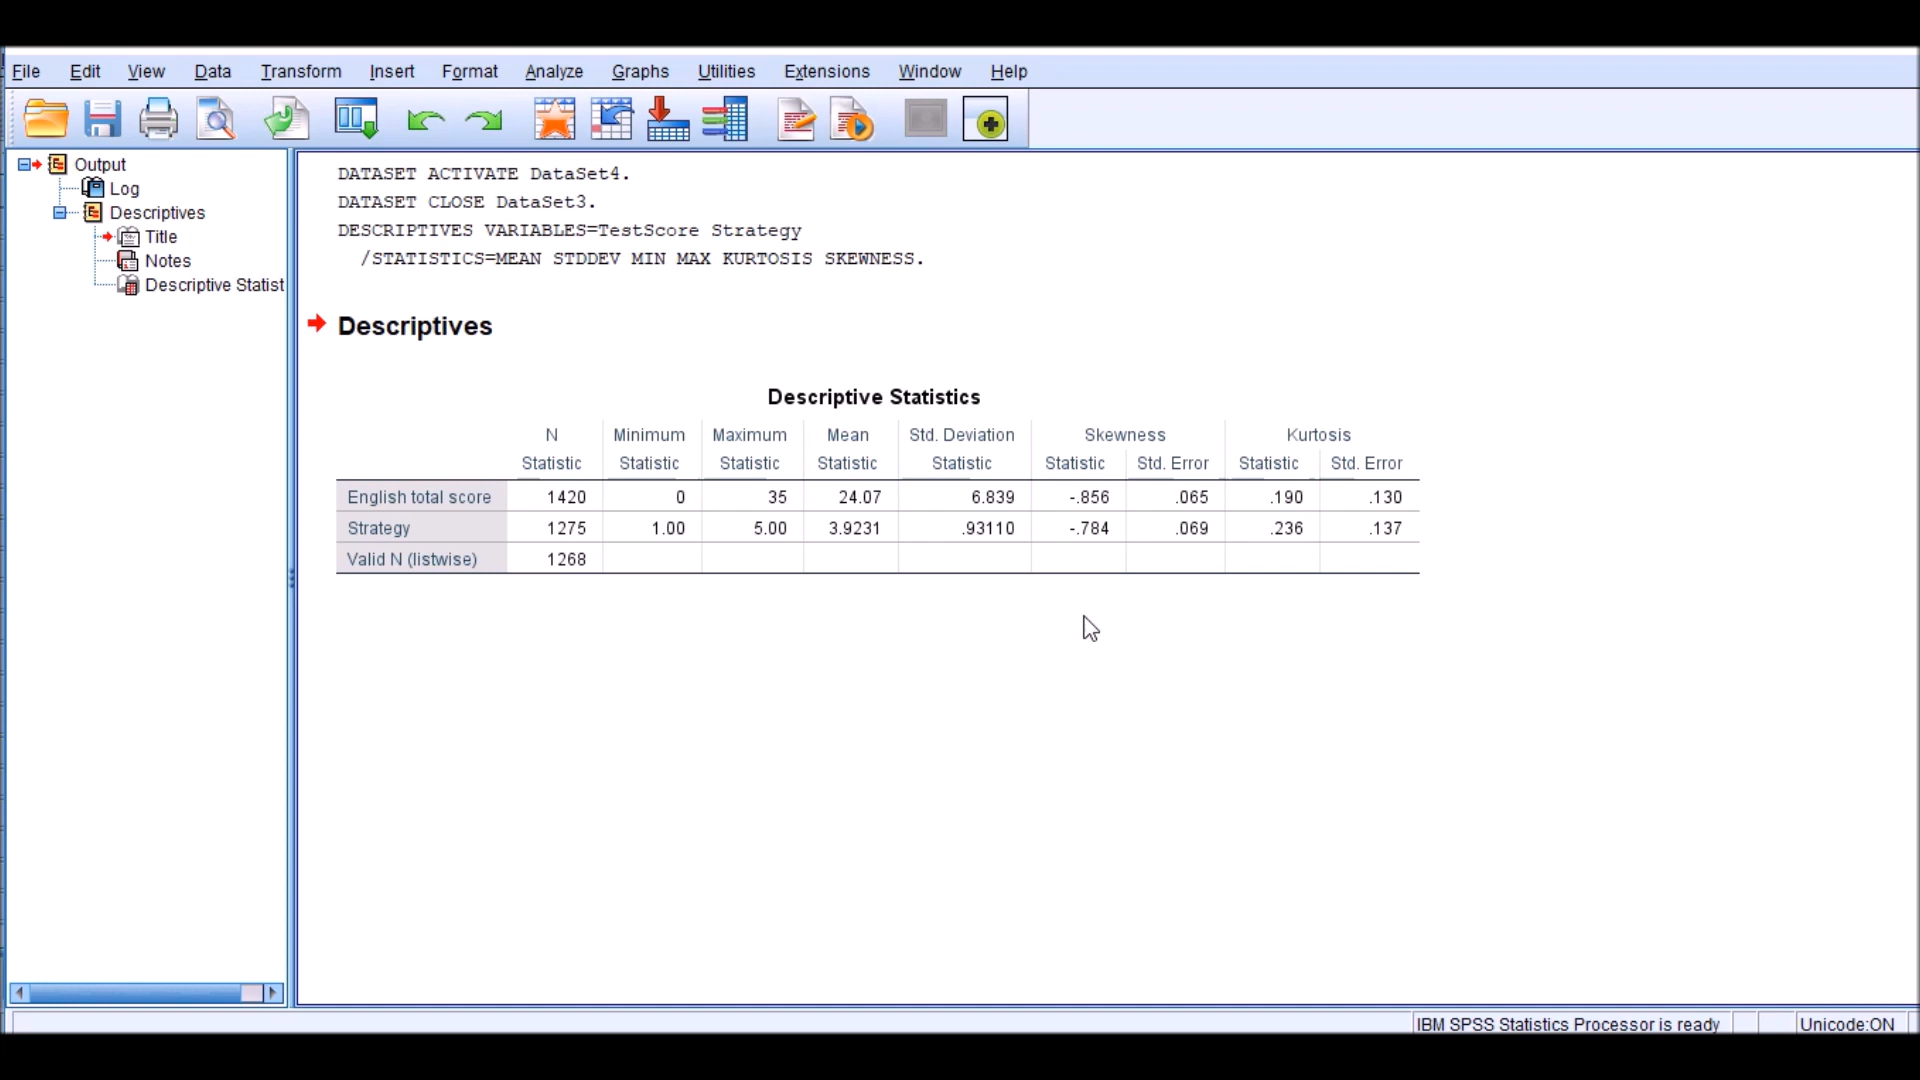 File Edit View Data Transform Insert Format Analyze Graphs Utilities Extensions Window Help
Output
Log
Descriptives
Title
Notes
Descriptive Statist
DATASET ACTIVATE DataSet4.
DATASET CLOSE DataSet3.
DESCRIPTIVES VARIABLES=TestScore Strategy
/STATISTICS=MEAN STDDEV MIN MAX KURTOSIS SKEWNESS.
Descriptives
Descriptive Statistics
N Minimum Maximum Mean Std. Deviation Skewness Kurtosis
Statistic Statistic Statistic Statistic Statistic Statistic Std. Error Statistic Std. Error
English total score 1420 0 35 24.07 6.839 -.856 .065 .190 .130
Strategy 1275 1.00 5.00 3.9231 .93110 -.784 .069 .236 .137
Valid N (listwise) 1268
IBM SPSS Statistics Processor is ready Unicode:ON